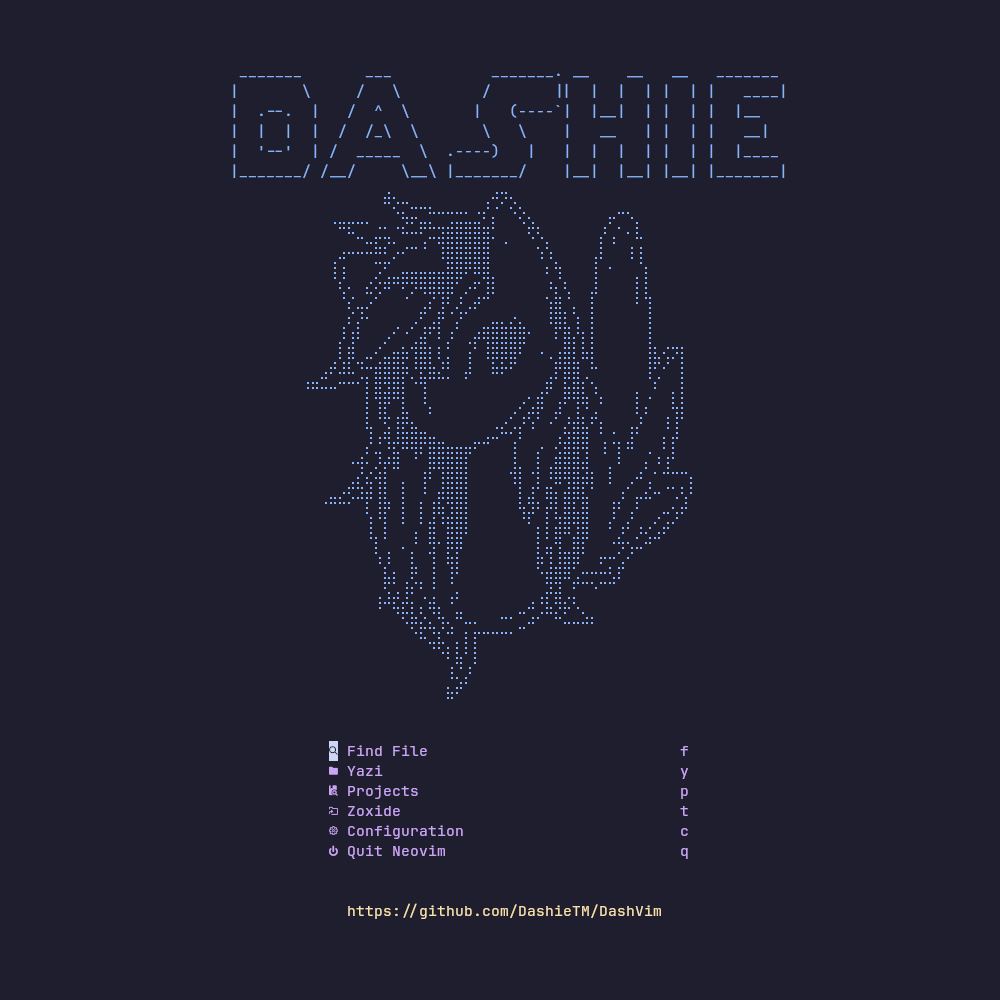 DASHIE
Find File f
Yazi y
Projects p
Zoxide t
Configuration c
Quit Neovim q
https://github.com/DashieTM/DashVim